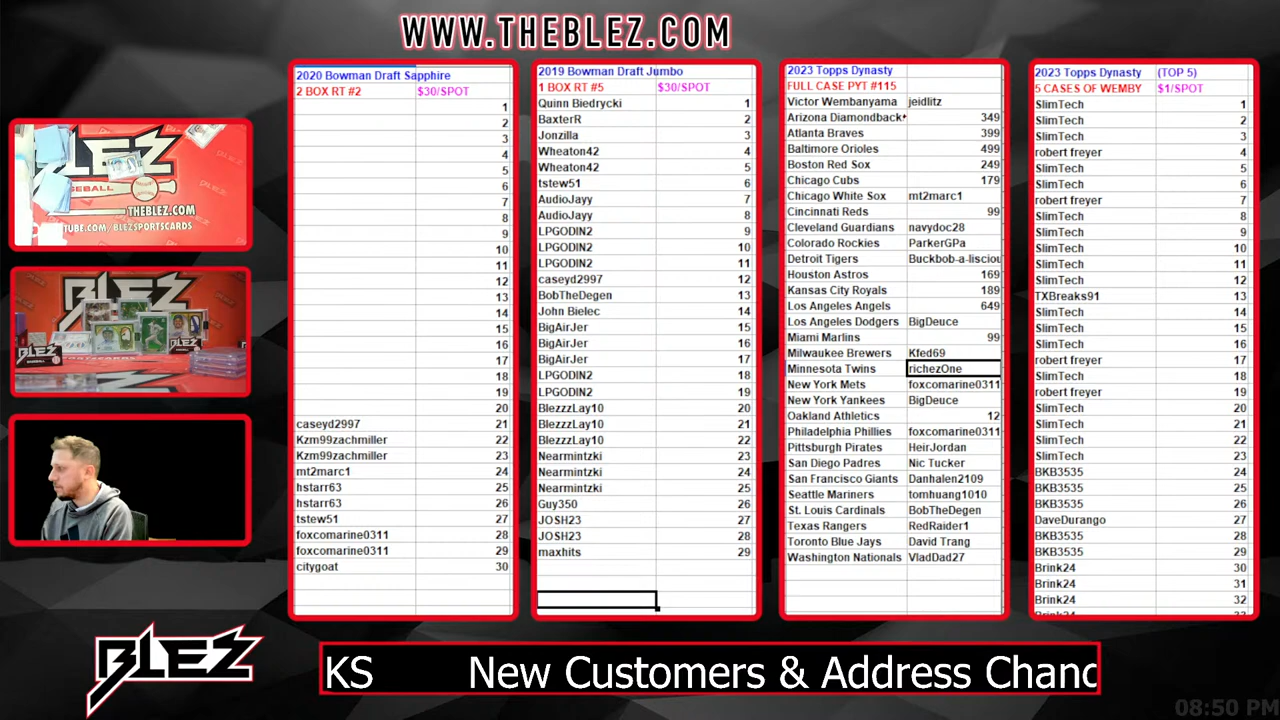 WWW.THEBLEZ.COM
2020 Bowman Draft Sapphire
2 BOX RT #2 $30/SPOT
1
2
3
4
5
6
7
8
9
10
11
12
13
14
15
16
17
18
19
20
caseyd2997 21
Kzm99zachmiller 22
Kzm99zachmiller 23
mt2marc1 24
hstarr63 25
hstarr63 26
tstew51 27
foxcomarine0311 28
foxcomarine0311 29
citygoat 30
2019 Bowman Draft Jumbo
1 BOX RT #5 $30/SPOT
Quinn Biedrycki 1
BaxterR 2
Jonzilla 3
Wheaton42 4
Wheaton42 5
tstew51 6
AudioJayy 7
AudioJayy 8
LPGODIN2 9
LPGODIN2 10
LPGODIN2 11
caseyd2997 12
BobTheDegen 13
John Bielec 14
BigAirJer 15
BigAirJer 16
BigAirJer 17
LPGODIN2 18
LPGODIN2 19
BlezzzLay10 20
BlezzzLay10 21
BlezzzLay10 22
Nearmintzki 23
Nearmintzki 24
Nearmintzki 25
Guy350 26
JOSH23 27
JOSH23 28
maxhits 29
2023 Topps Dynasty
FULL CASE PYT #115
Victor Wembanyama jeidlitz
Arizona Diamondback 349
Atlanta Braves 399
Baltimore Orioles 499
Boston Red Sox 249
Chicago Cubs 179
Chicago White Sox mt2marc1
Cincinnati Reds 99
Cleveland Guardians navydoc28
Colorado Rockies ParkerGPa
Detroit Tigers Buckbob-a-lisciou
Houston Astros 169
Kansas City Royals 189
Los Angeles Angels 649
Los Angeles Dodgers BigDeuce
Miami Marlins 99
Milwaukee Brewers Kfed69
Minnesota Twins richezOne
New York Mets foxcomarine0311
New York Yankees BigDeuce
Oakland Athletics 12
Philadelphia Phillies foxcomarine0311
Pittsburgh Pirates HeirJordan
San Diego Padres Nic Tucker
San Francisco Giants Danhalen2109
Seattle Mariners tomhuang1010
St. Louis Cardinals BobTheDegen
Texas Rangers RedRaider1
Toronto Blue Jays David Trang
Washington Nationals VladDad27
2023 Topps Dynasty (TOP 5)
5 CASES OF WEMBY $1/SPOT
SlimTech 1
SlimTech 2
SlimTech 3
robert freyer 4
SlimTech 5
SlimTech 6
robert freyer 7
SlimTech 8
SlimTech 9
SlimTech 10
SlimTech 11
SlimTech 12
TXBreaks91 13
SlimTech 14
SlimTech 15
SlimTech 16
robert freyer 17
SlimTech 18
robert freyer 19
SlimTech 20
SlimTech 21
SlimTech 22
SlimTech 23
BKB3535 24
BKB3535 25
BKB3535 26
DaveDurango 27
BKB3535 28
BKB3535 29
Brink24 30
Brink24 31
Brink24 32
BLEZ
THEBLEZ.COM
TUBE.COM/ BLEZSPORTSCARDS
BLEZ
BLEZ
KS New Customers & Address Chanc
08:50 PM